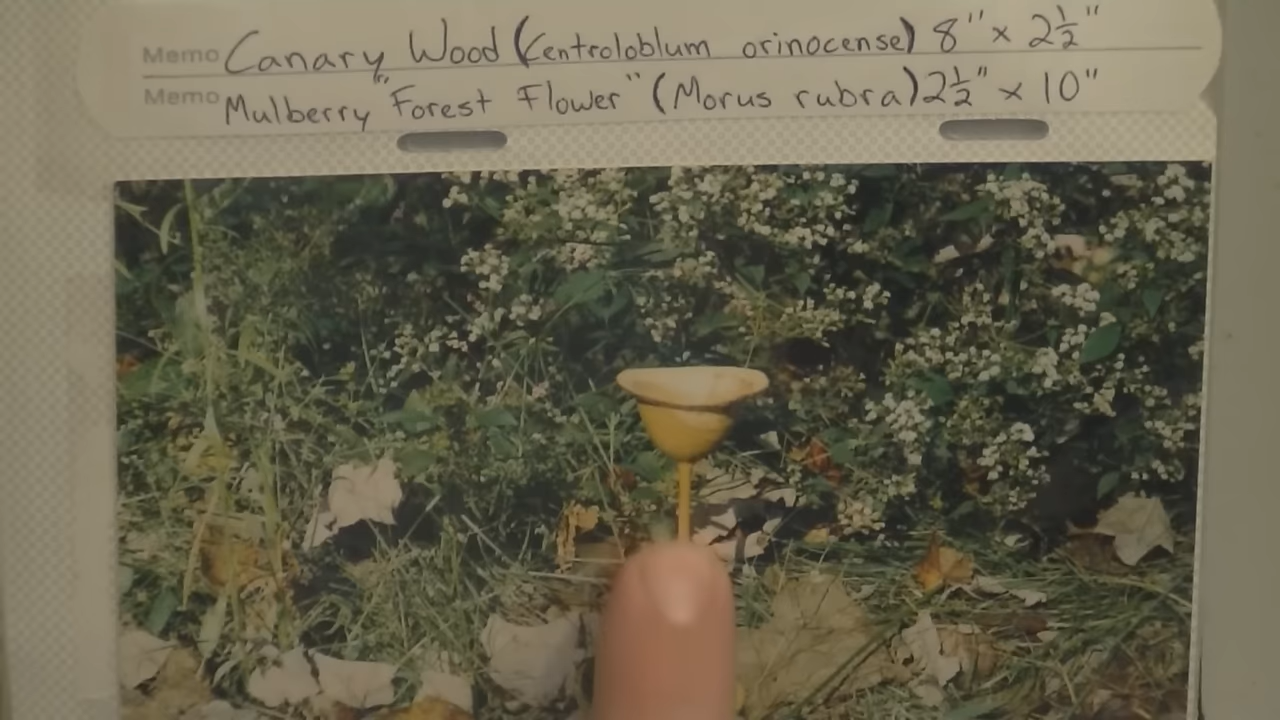 Memo Canary Wood (Centroloblum orinocense) 8" x 2½"
Memo Mulberry "Forest Flower" (Morus rubra) 2½" x 10"